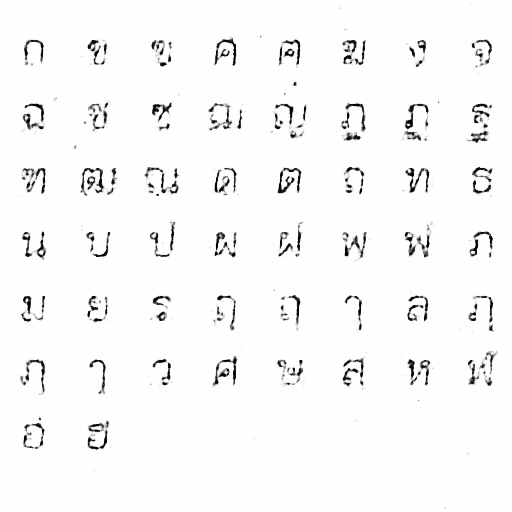 ก ข ฃ ค ฅ ฆ ง จ
ฉ ช ซ ฌ ญ ฎ ฏ ฐ
ฑ ฒ ณ ด ต ถ ท ธ
น บ ป ผ ฝ พ ฟ ภ
ม ย ร ฤ ฤ ๅ ล ฦ
ฦ ๅ ว ศ ษ ส ห ฬ
อ ฮ